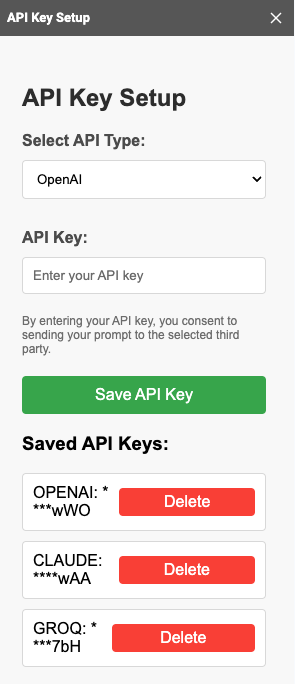 API Key Setup
API Key Setup
Select API Type:
OpenAI
API Key:
Enter your API key
By entering your API key, you consent to
sending your prompt to the selected third
party.
Save API Key
Saved API Keys:
OPENAI: *
***wWO
Delete
CLAUDE:
****wAA
Delete
GROQ: *
***7bH
Delete